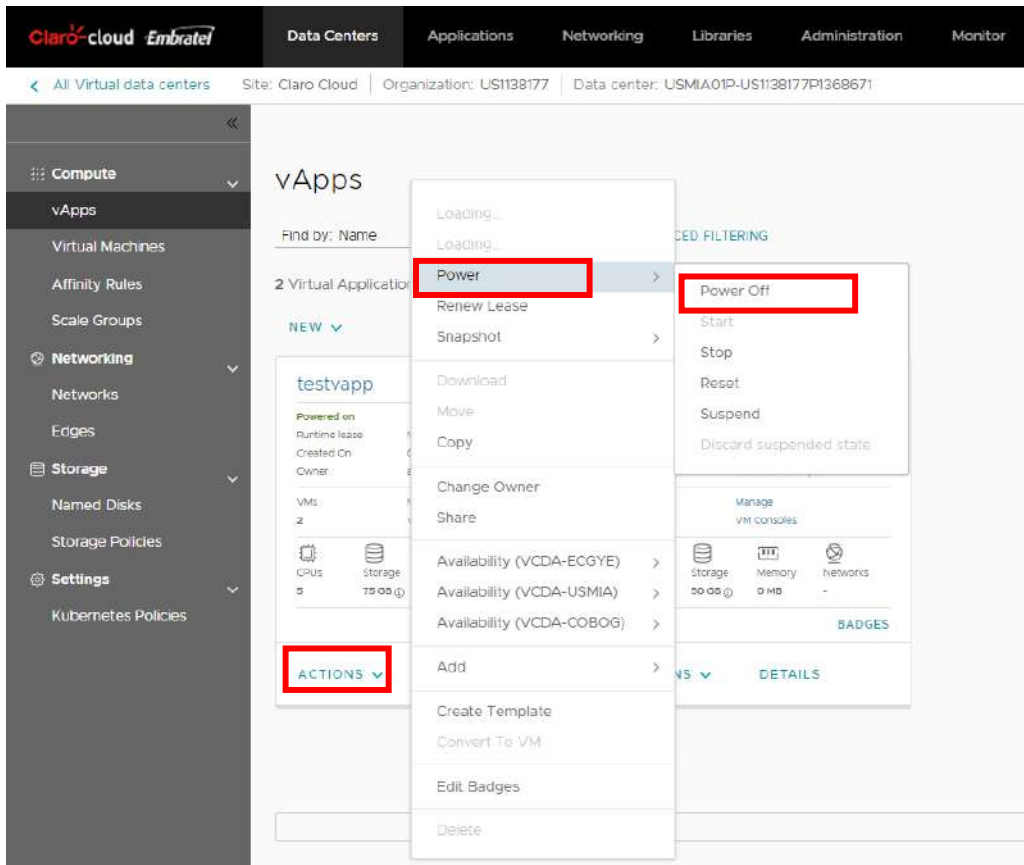 Claro-cloud Embratel Data Centers Applications Networking Libraries Administration Monitor
All Virtual data centers Site: Claro Cloud Organization: US1138177 Data center: USMIA01P-US1138177P1368671
Compute
vApps
Virtual Machines
Affinity Rules
Scale Groups
Networking
Networks
Edges
Storage
Named Disks
Storage Policies
Settings
Kubernetes Policies
vApps
Find by: Name
CED FILTERING
2 Virtual Application
NEW
testvapp
Powered on
Runtime lease
Created On
Owner
VMs
2
CPUs Storage
5 75 GB
ACTIONS
Loading...
Loading...
Power
Renew Lease
Snapshot
Download
Move
Copy
Change Owner
Share
Availability (VCDA-ECGYE)
Availability (VCDA-USMIA)
Availability (VCDA-COBOG)
Add
Create Template
Convert To VM
Edit Badges
Delete
Power Off
Start
Stop
Reset
Suspend
Discard suspended state
Manage
VM consoles
Storage Memory Networks
50 GB 0 MB -
BADGES
NS DETAILS